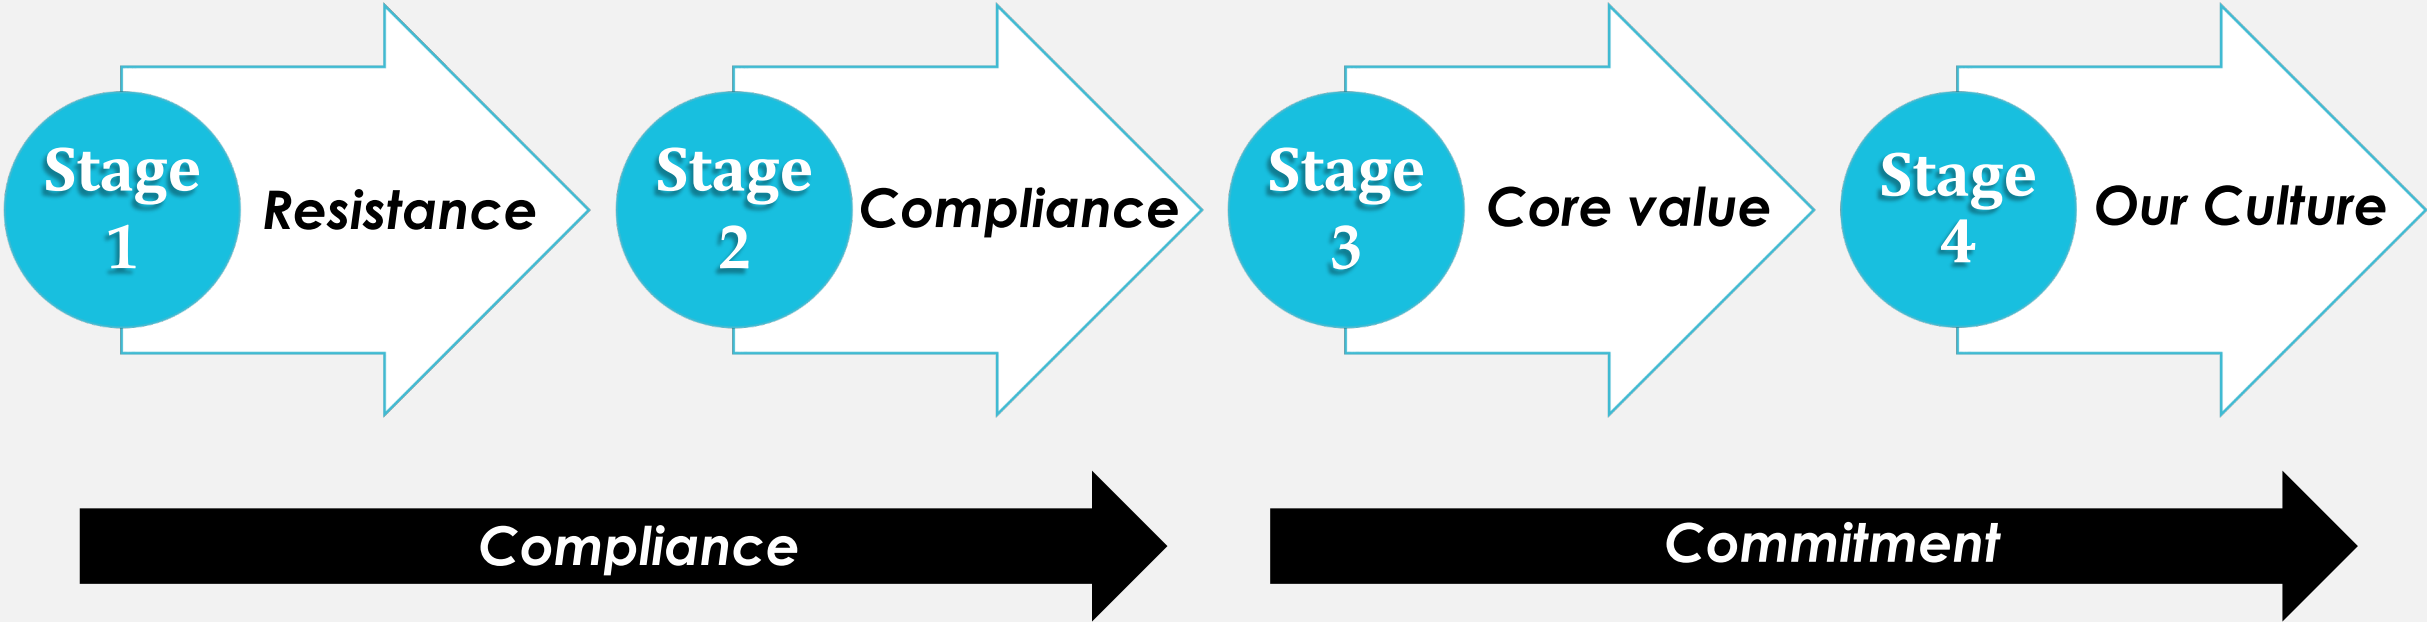 Stage
1
Resistance
Stage
2
Compliance
Stage
3
Core value
Stage
4
Our Culture
Compliance
Commitment